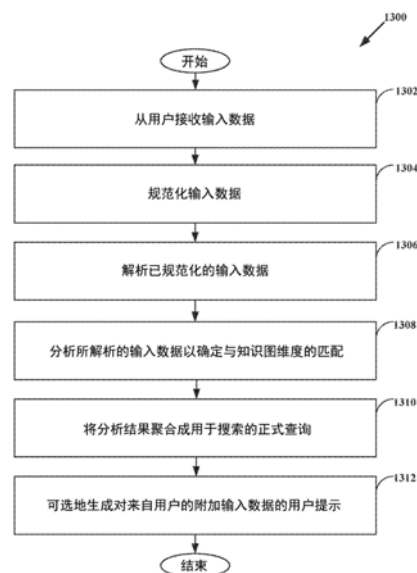 1300
开始
1302
从用户接收输入数据
1304
规范化输入数据
1306
解析已规范化的输入数据
1308
分析所解析的输入数据以确定与知识图维度的匹配
1310
将分析结果聚合成用于搜索的正式查询
1312
可选地生成对来自用户的附加输入数据的用户提示
结束